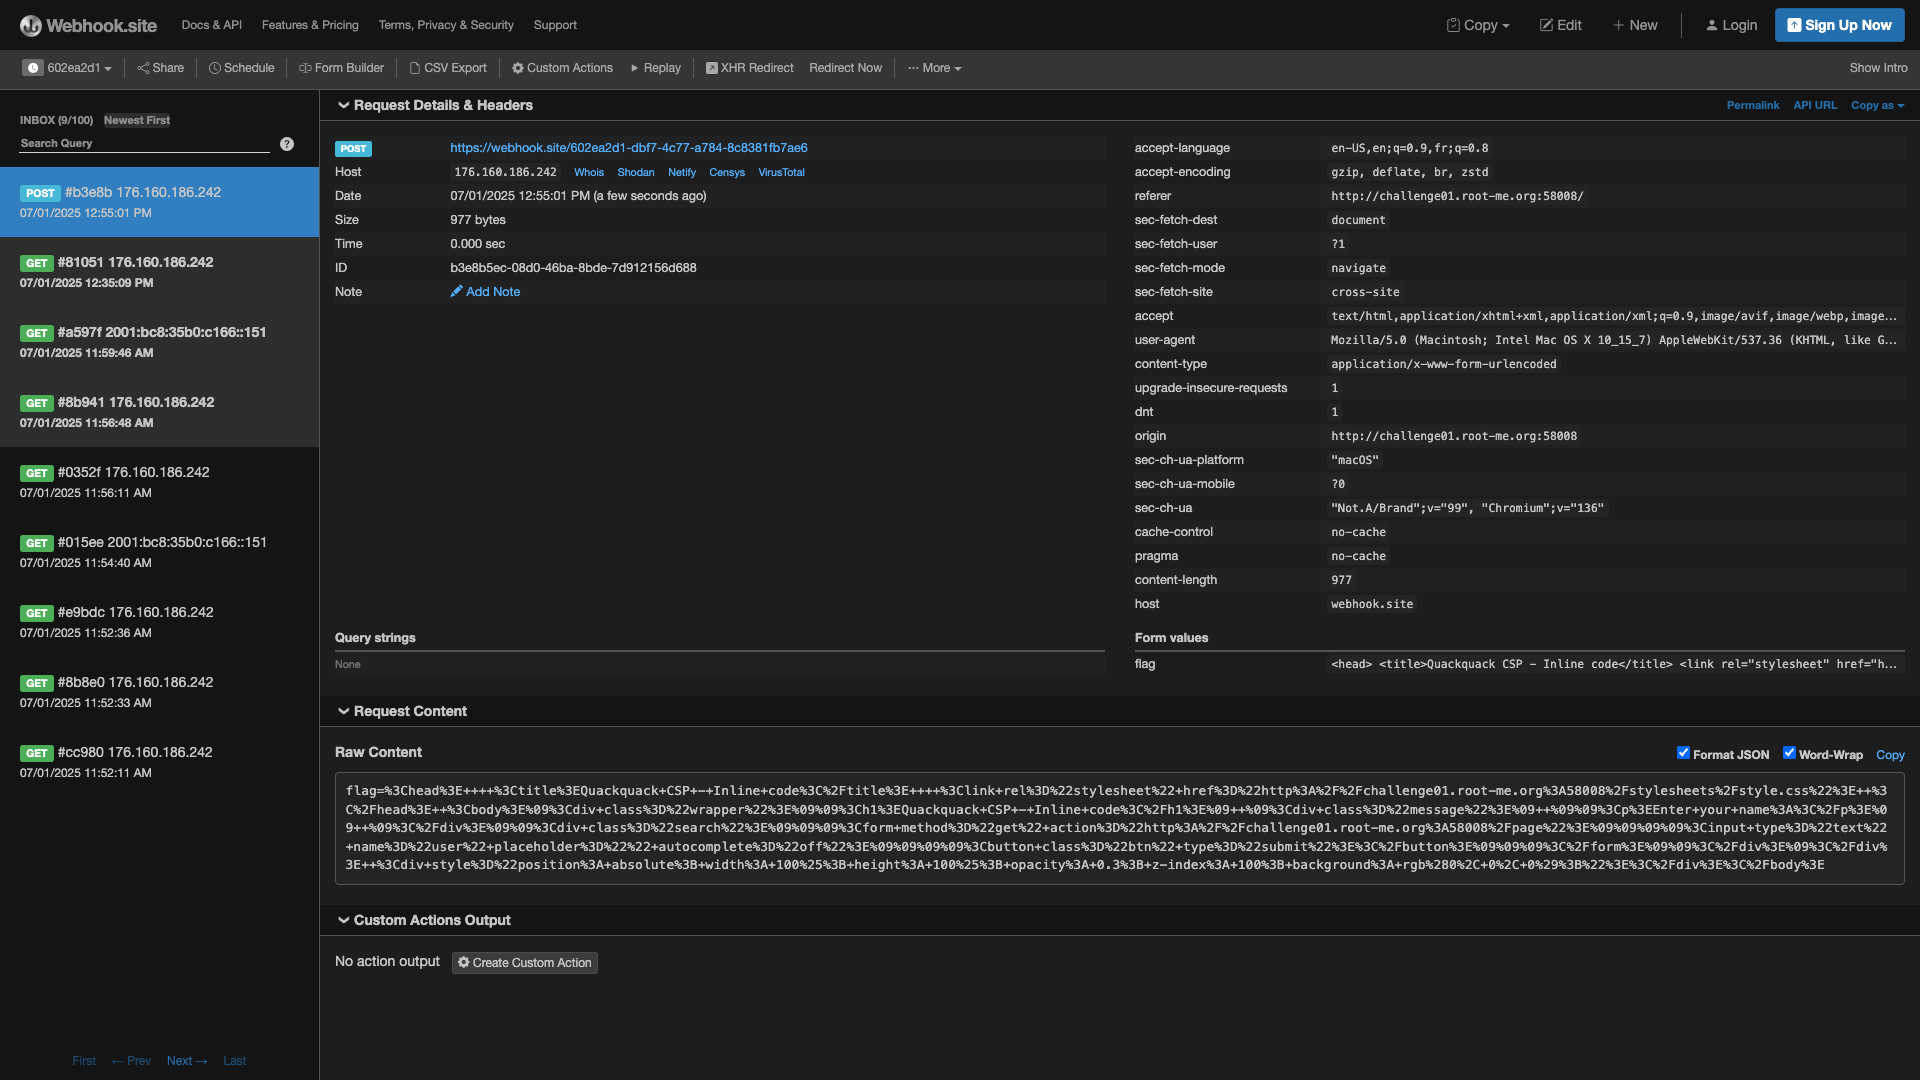 Webhook.site Docs & API Features & Pricing Terms, Privacy & Security Support Copy Edit New Login Sign Up Now
602ea2d1 Share Schedule Form Builder CSV Export Custom Actions Replay XHR Redirect Redirect Now ··· More Show Intro
INBOX (9/100) Newest First
Search Query ?
POST #b3e8b 176.160.186.242
07/01/2025 12:55:01 PM
GET #81051 176.160.186.242
07/01/2025 12:35:09 PM
GET #a597f 2001:bc8:35b0:c166::151
07/01/2025 11:59:46 AM
GET #8b941 176.160.186.242
07/01/2025 11:56:48 AM
GET #0352f 176.160.186.242
07/01/2025 11:56:11 AM
GET #015ee 2001:bc8:35b0:c166::151
07/01/2025 11:54:40 AM
GET #e9bdc 176.160.186.242
07/01/2025 11:52:36 AM
GET #8b8e0 176.160.186.242
07/01/2025 11:52:33 AM
GET #cc980 176.160.186.242
07/01/2025 11:52:11 AM
First ← Prev Next → Last
Request Details & Headers Permalink API URL Copy as
POST https://webhook.site/602ea2d1-dbf7-4c77-a784-8c8381fb7ae6
Host 176.160.186.242 Whois Shodan Netify Censys VirusTotal
Date 07/01/2025 12:55:01 PM (a few seconds ago)
Size 977 bytes
Time 0.000 sec
ID b3e8b5ec-08d0-46ba-8bde-7d912156d688
Note Add Note
accept-language en-US,en;q=0.9,fr;q=0.8
accept-encoding gzip, deflate, br, zstd
referer http://challenge01.root-me.org:58008/
sec-fetch-dest document
sec-fetch-user ?1
sec-fetch-mode navigate
sec-fetch-site cross-site
accept text/html,application/xhtml+xml,application/xml;q=0.9,image/avif,image/webp,image...
user-agent Mozilla/5.0 (Macintosh; Intel Mac OS X 10_15_7) AppleWebKit/537.36 (KHTML, like G...
content-type application/x-www-form-urlencoded
upgrade-insecure-requests 1
dnt 1
origin http://challenge01.root-me.org:58008
sec-ch-ua-platform "macOS"
sec-ch-ua-mobile ?0
sec-ch-ua "Not.A/Brand";v="99", "Chromium";v="136"
cache-control no-cache
pragma no-cache
content-length 977
host webhook.site
Query strings
None
Form values
flag <head> <title>Quackquack CSP - Inline code</title> <link rel="stylesheet" href="h...
Request Content
Raw Content Format JSON Word-Wrap Copy
flag=%3Chead%3E++++%3Ctitle%3EQuackquack+CSP+-+Inline+code%3C%2Ftitle%3E++++%3Clink+rel%3D%22stylesheet%22+href%3D%22http%3A%2F%2Fchallenge01.root-me.org%3A58008%2Fstylesheets%2Fstyle.css%22%3E++%3
C%2Fhead%3E++%3Cbody%3E%09%3Cdiv+class%3D%22wrapper%22%3E%09%09%3Ch1%3EQuackquack+CSP+-+Inline+code%3C%2Fh1%3E%09++%09%3Cdiv+class%3D%22message%22%3E%09++%09%09%3Cp%3EEnter+your+name%3A%3C%2Fp%3E%0
9++%09%3C%2Fdiv%3E%09%09%3Cdiv+class%3D%22search%22%3E%09%09%09%3Cform+method%3D%22get%22+action%3D%22http%3A%2F%2Fchallenge01.root-me.org%3A58008%2Fpage%22%3E%09%09%09%09%3Cinput+type%3D%22text%22
+name%3D%22user%22+placeholder%3D%22%22+autocomplete%3D%22off%22%3E%09%09%09%09%3Cbutton+class%3D%22btn%22+type%3D%22submit%22%3E%3C%2Fbutton%3E%09%09%09%3C%2Fform%3E%09%09%3C%2Fdiv%3E%09%3C%2Fdiv%
3E++%3Cdiv+style%3D%22position%3A+absolute%3B+width%3A+100%25%3B+height%3A+100%25%3B+opacity%3A+0.3%3B+z-index%3A+100%3B+background%3A+rgb%280%2C+0%2C+0%29%3B%22%3E%3C%2Fdiv%3E%3C%2Fbody%3E
Custom Actions Output
No action output Create Custom Action